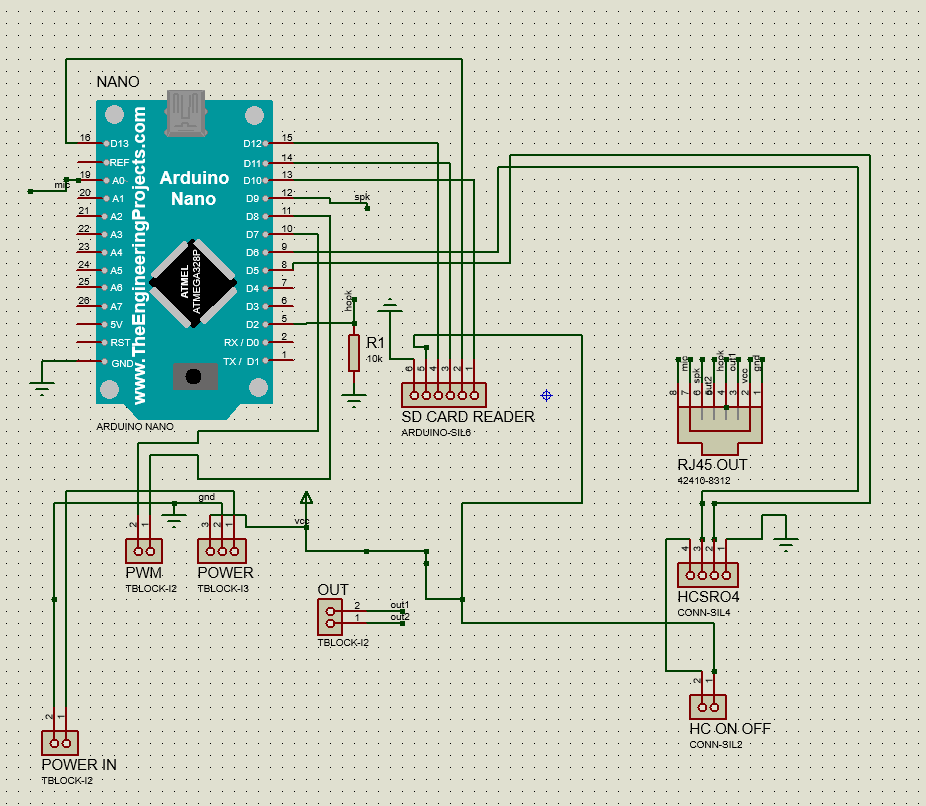 NANO
www.TheEngineeringProjects.com
Arduino
Nano
ATMEL
ATMEGA328P
16 D13
REF
19 A0
20 A1
21 A2
22 A3
23 A4
24 A5
25 A6
26 A7
5V
RST
GND
D12 15
D11 14
D10 13
D9 12
D8 11
D7 10
D6 9
D5 8
D4 7
D3 6
D2 5
RX / D0 2
TX / D1 1
mic
spk
ARDUINO NANO
hook
R1
10k
6 5 4 3 2 1
SD CARD READER
ARDUINO-SIL6
mic spk out2 hook out1 vcc gnd
8 7 6 5 4 3 2 1
RJ45 OUT
42410-8312
gnd
vcc
2 1
PWM
TBLOCK-I2
3 2 1
POWER
TBLOCK-I3
OUT
2 out1
1 out2
TBLOCK-I2
4 3 2 1
HCSRO4
CONN-SIL4
2 1
HC ON OFF
CONN-SIL2
2 1
POWER IN
TBLOCK-I2